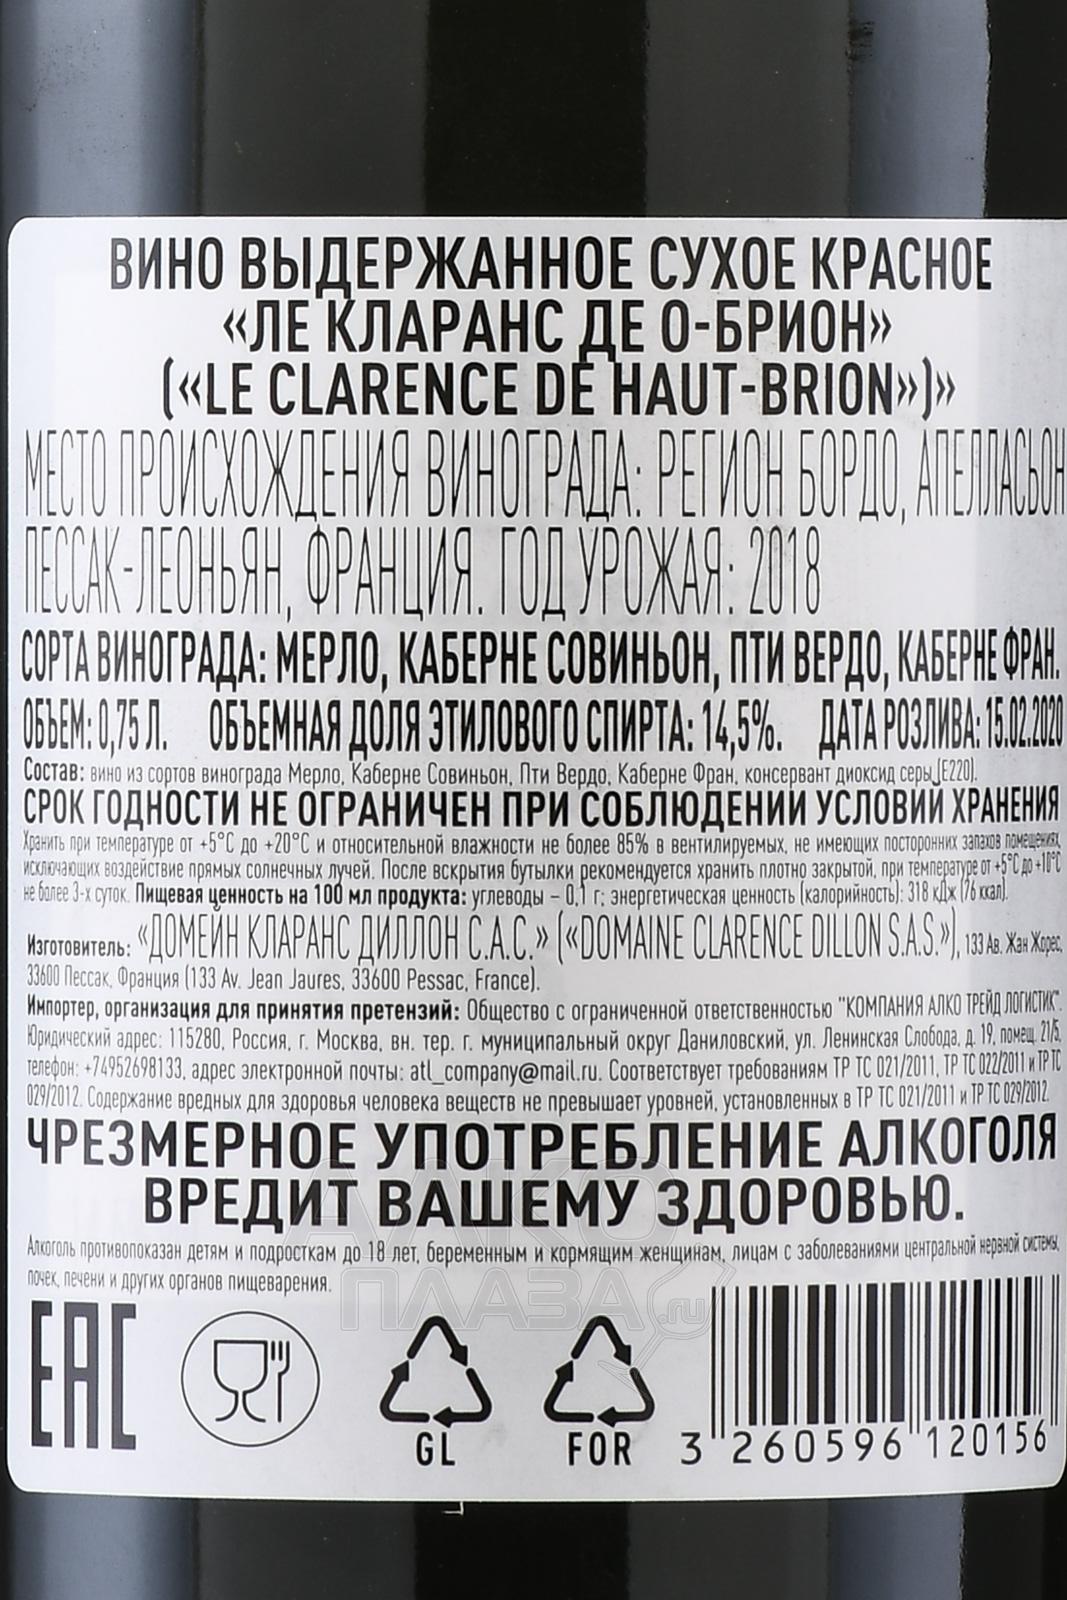 ВИНО ВЫДЕРЖАННОЕ СУХОЕ КРАСНОЕ
«ЛЕ КЛАРАНС ДЕ О-БРИОН»
(«LE CLARENCE DE HAUT-BRION»)»
МЕСТО ПРОИСХОЖДЕНИЯ ВИНОГРАДА: РЕГИОН БОРДО, АПЕЛЛАСЬОН
ПЕССАК-ЛЕОНЬЯН, ФРАНЦИЯ. ГОД УРОЖАЯ: 2018
СОРТА ВИНОГРАДА: МЕРЛО, КАБЕРНЕ СОВИНЬОН, ПТИ ВЕРДО, КАБЕРНЕ ФРАН.
ОБЪЕМ: 0,75 Л. ОБЪЕМНАЯ ДОЛЯ ЭТИЛОВОГО СПИРТА: 14,5%. ДАТА РОЗЛИВА: 15.02.2020
Состав: вино из сортов винограда Мерло, Каберне Совиньон, Пти Вердо, Каберне Фран, консервант диоксид серы (Е220).
СРОК ГОДНОСТИ НЕ ОГРАНИЧЕН ПРИ СОБЛЮДЕНИИ УСЛОВИЙ ХРАНЕНИЯ
Хранить при температуре от +5°С до +20°С и относительной влажности не более 85% в вентилируемых, не имеющих посторонних запахов помещениях,
исключающих воздействие прямых солнечных лучей. После вскрытия бутылки рекомендуется хранить плотно закрытой, при температуре от +5°С до +10°С
не более 3-х суток. Пищевая ценность на 100 мл продукта: углеводы – 0,1 г; энергетическая ценность (калорийность): 318 кДж (76 ккал).
Изготовитель: «ДОМЕЙН КЛАРАНС ДИЛЛОН С.А.С.» («DOMAINE CLARENCE DILLON S.A.S.»), 133 Ав. Жан Жорес,
33600 Пессак, Франция (133 Av. Jean Jaures, 33600 Pessac, France).
Импортер, организация для принятия претензий: Общество с ограниченной ответственностью "КОМПАНИЯ АЛКО ТРЕЙД ЛОГИСТИК".
Юридический адрес: 115280, Россия, г. Москва, вн. тер. г. муниципальный округ Даниловский, ул. Ленинская Слобода, д. 19, помещ. 21/5,
телефон: +74952698133, адрес электронной почты: atl_company@mail.ru. Соответствует требованиям ТР ТС 021/2011, ТР ТС 022/2011 и ТР ТС
029/2012. Содержание вредных для здоровья человека веществ не превышает уровней, установленных в ТР ТС 021/2011 и ТР ТС 029/2012.
ЧРЕЗМЕРНОЕ УПОТРЕБЛЕНИЕ АЛКОГОЛЯ
ВРЕДИТ ВАШЕМУ ЗДОРОВЬЮ.
Алкоголь противопоказан детям и подросткам до 18 лет, беременным и кормящим женщинам, лицам с заболеваниями центральной нервной системы,
почек, печени и других органов пищеварения.
АЛКО
ПЛАЗА.ru
EAC
GL FOR 3 260596 120156